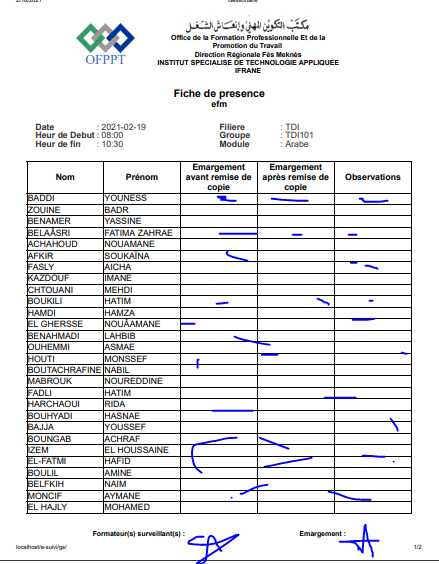 2/10/2021
Gestionnaire
مكتب التكوين المهني وإنعاش الشغل
Office de la Formation Professionnelle Et de la
Promotion du Travail
Direction Régionale Fès Meknès
INSTITUT SPECIALISE DE TECHNOLOGIE APPLIQUEE
IFRANE
OFPPT
Fiche de presence
efm
Date : 2021-02-19 Filiere : TDI
Heur de Debut : 08:00 Groupe : TDI101
Heur de fin : 10:30 Module : Arabe
Nom Prénom Emargement avant remise de copie Emargement après remise de copie Observations
BADDI YOUNESS
ZOUINE BADR
BENAMER YASSINE
BELAÂSRI FATIMA ZAHRAE
ACHAHOUD NOUAMANE
AFKIR SOUKAÏNA
FASLY AICHA
KAZDOUF IMANE
CHTOUANI MEHDI
BOUKILI HATIM
HAMDI HAMZA
EL GHERSSE NOUÂAMANE
BENAHMADI LAHBIB
OUHEMMI ASMAE
HOUTI MONSSEF
BOUTACHRAFINE NABIL
MABROUK NOUREDDINE
FADLI HATIM
HARCHAOUI RIDA
BOUHYADI HASNAE
BAJJA YOUSSEF
BOUNGAB ACHRAF
IZEM EL HOUSSAINE
EL-FATMI HAFID
BOULIL AMINE
BELFKIH NAIM
MONCIF AYMANE
EL HAJLY MOHAMED
Formateur(s) surveillant(s) : Emargement :
localhost/e-suivi/gs/ 1/2